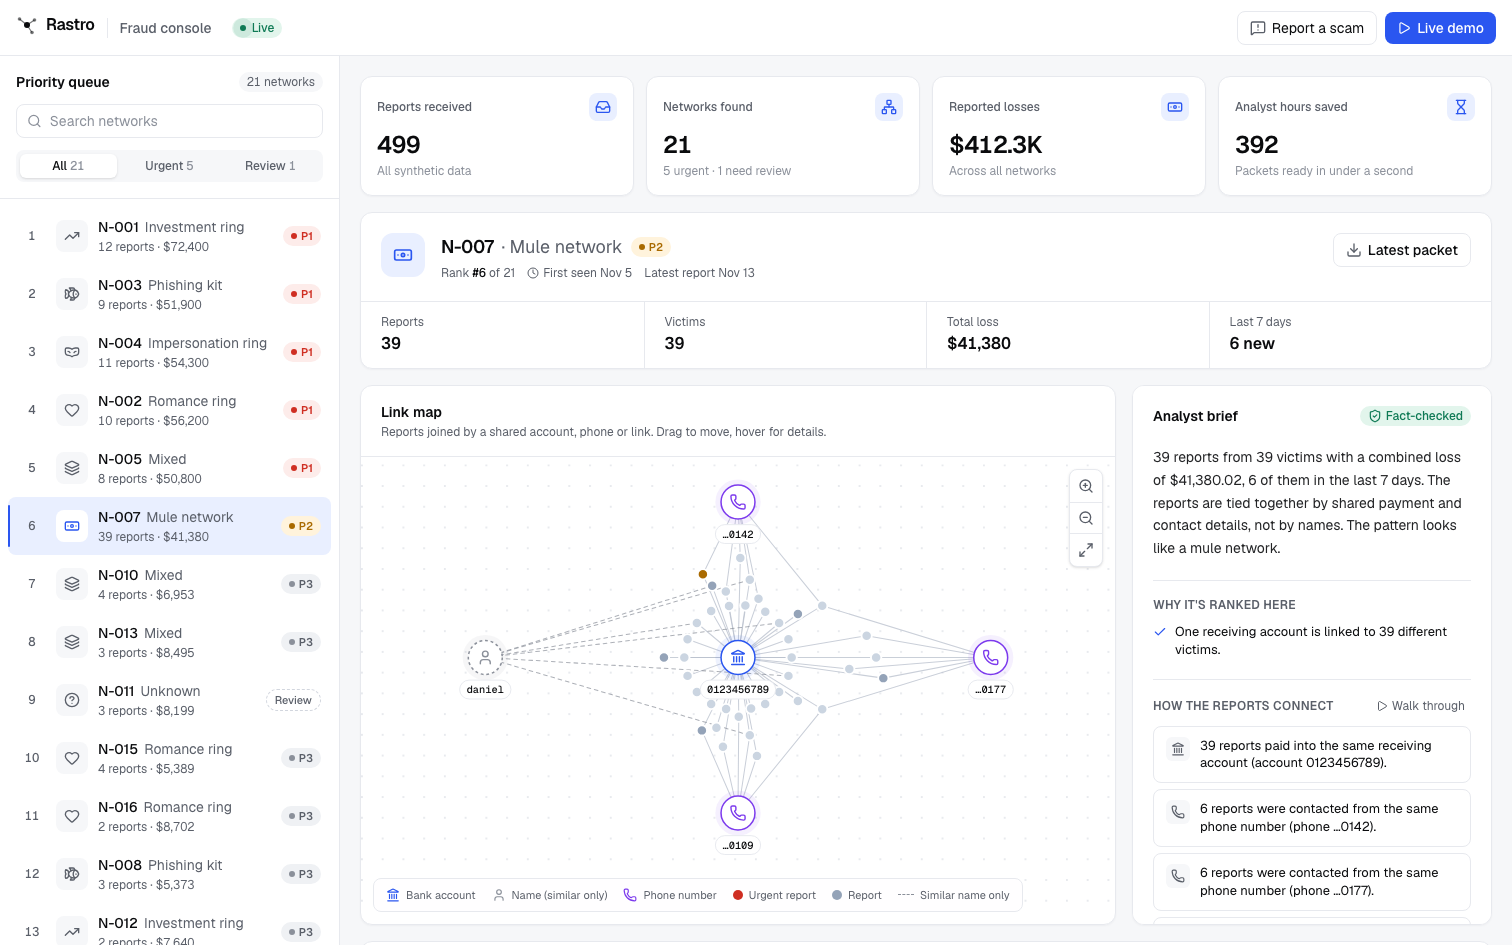 Rastro
Fraud console
Live
Report a scam
Live demo
Priority queue
21 networks
Search networks
All 21
Urgent 5
Review 1
1
N-001 Investment ring
12 reports · $72,400
P1
2
N-003 Phishing kit
9 reports · $51,900
P1
3
N-004 Impersonation ring
11 reports · $54,300
P1
4
N-002 Romance ring
10 reports · $56,200
P1
5
N-005 Mixed
8 reports · $50,800
P1
6
N-007 Mule network
39 reports · $41,380
P2
7
N-010 Mixed
4 reports · $6,953
P3
8
N-013 Mixed
3 reports · $8,495
P3
9
N-011 Unknown
3 reports · $8,199
Review
10
N-015 Romance ring
4 reports · $5,389
P3
11
N-016 Romance ring
2 reports · $8,702
P3
12
N-008 Phishing kit
3 reports · $5,373
P3
13
N-012 Investment ring
2 reports · $7,640
P3
Reports received
499
All synthetic data
Networks found
21
5 urgent · 1 need review
Reported losses
$412.3K
Across all networks
Analyst hours saved
392
Packets ready in under a second
N-007 · Mule network
P2
Rank #6 of 21
First seen Nov 5
Latest report Nov 13
Latest packet
Reports
39
Victims
39
Total loss
$41,380
Last 7 days
6 new
Link map
Reports joined by a shared account, phone or link. Drag to move, hover for details.
…0142
daniel
0123456789
…0177
…0109
Bank account
Name (similar only)
Phone number
Urgent report
Report
Similar name only
Analyst brief
Fact-checked
39 reports from 39 victims with a combined loss
of $41,380.02, 6 of them in the last 7 days. The
reports are tied together by shared payment and
contact details, not by names. The pattern looks
like a mule network.
WHY IT'S RANKED HERE
One receiving account is linked to 39 different
victims.
HOW THE REPORTS CONNECT
Walk through
39 reports paid into the same receiving
account (account 0123456789).
6 reports were contacted from the same
phone number (phone …0142).
6 reports were contacted from the same
phone number (phone …0177).